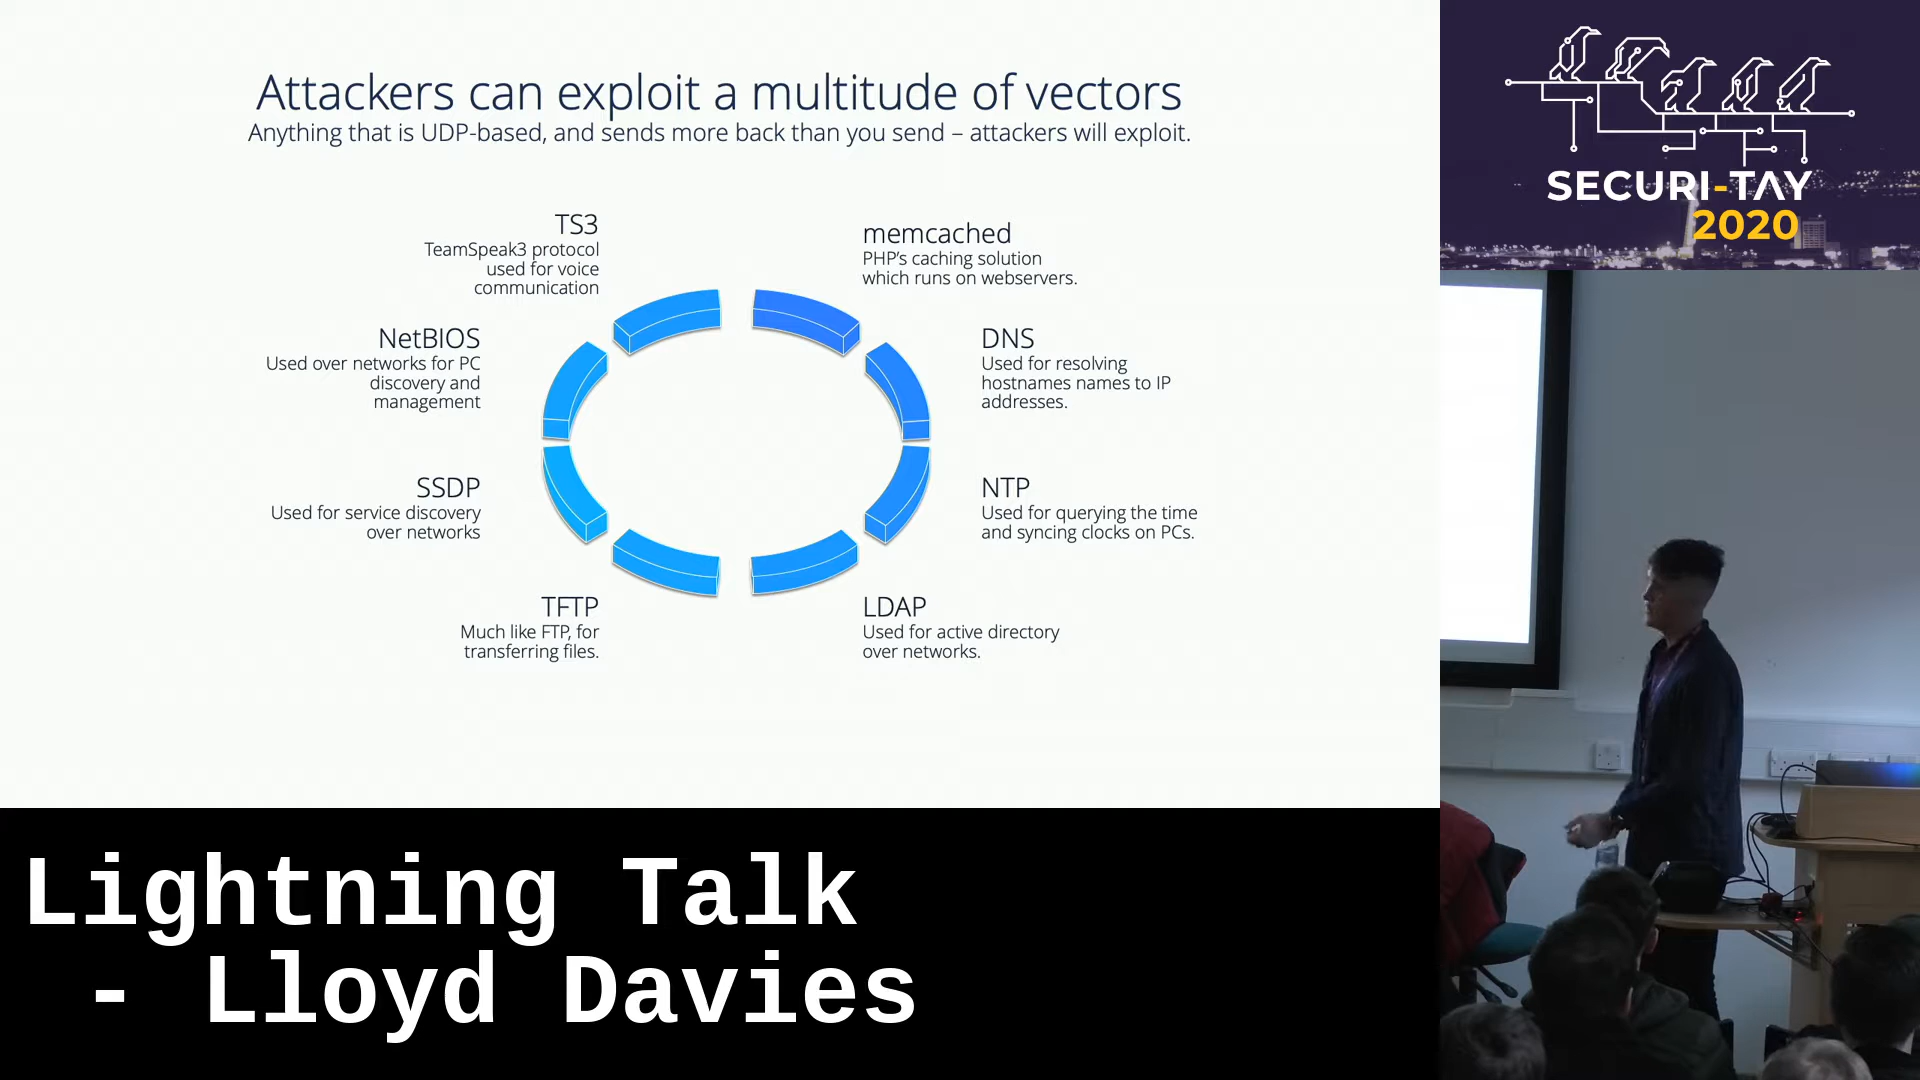 Attackers can exploit a multitude of vectors
Anything that is UDP-based, and sends more back than you send – attackers will exploit.
TS3
TeamSpeak3 protocol
used for voice
communication
memcached
PHP's caching solution
which runs on webservers.
NetBIOS
Used over networks for PC
discovery and
management
DNS
Used for resolving
hostnames names to IP
addresses.
SSDP
Used for service discovery
over networks
NTP
Used for querying the time
and syncing clocks on PCs.
TFTP
Much like FTP, for
transferring files.
LDAP
Used for active directory
over networks.
SECURI-TAY
2020
Lightning Talk
- Lloyd Davies